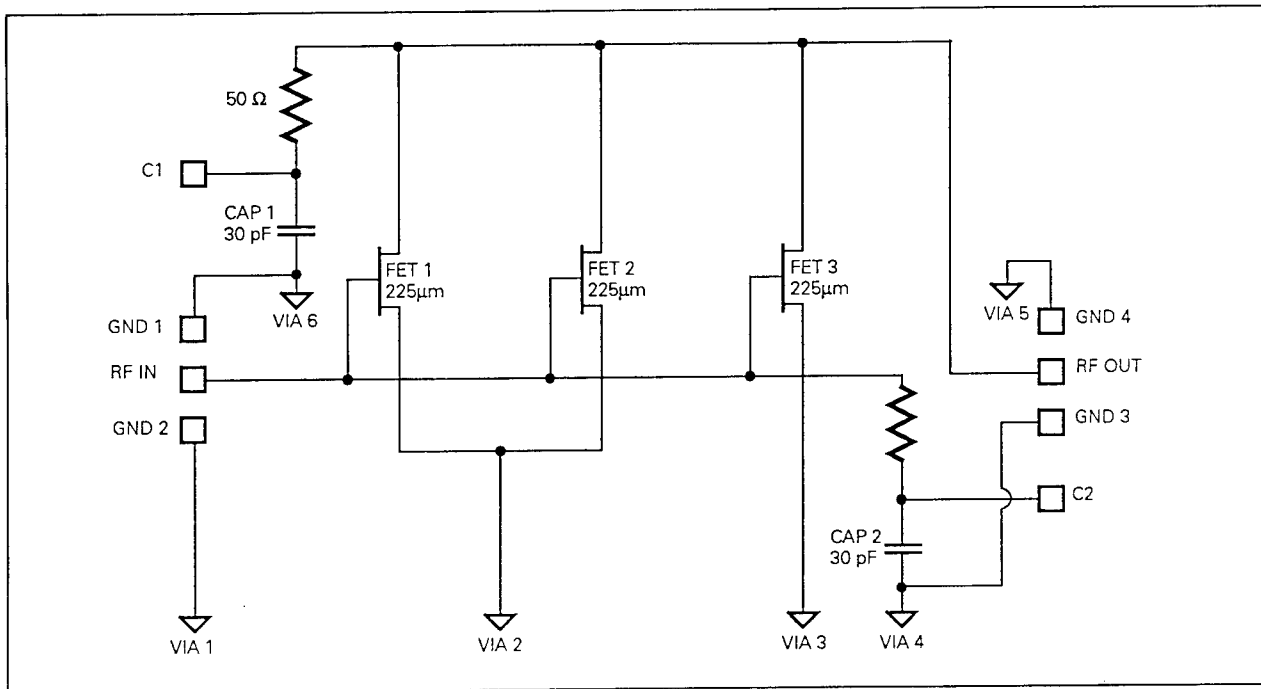 50 Ω
C1
CAP 1
30 pF
FET 1
225µm
FET 2
225µm
FET 3
225µm
VIA 6
VIA 5
GND 1
GND 4
RF IN
RF OUT
GND 2
GND 3
C2
CAP 2
30 pF
VIA 1
VIA 2
VIA 3
VIA 4